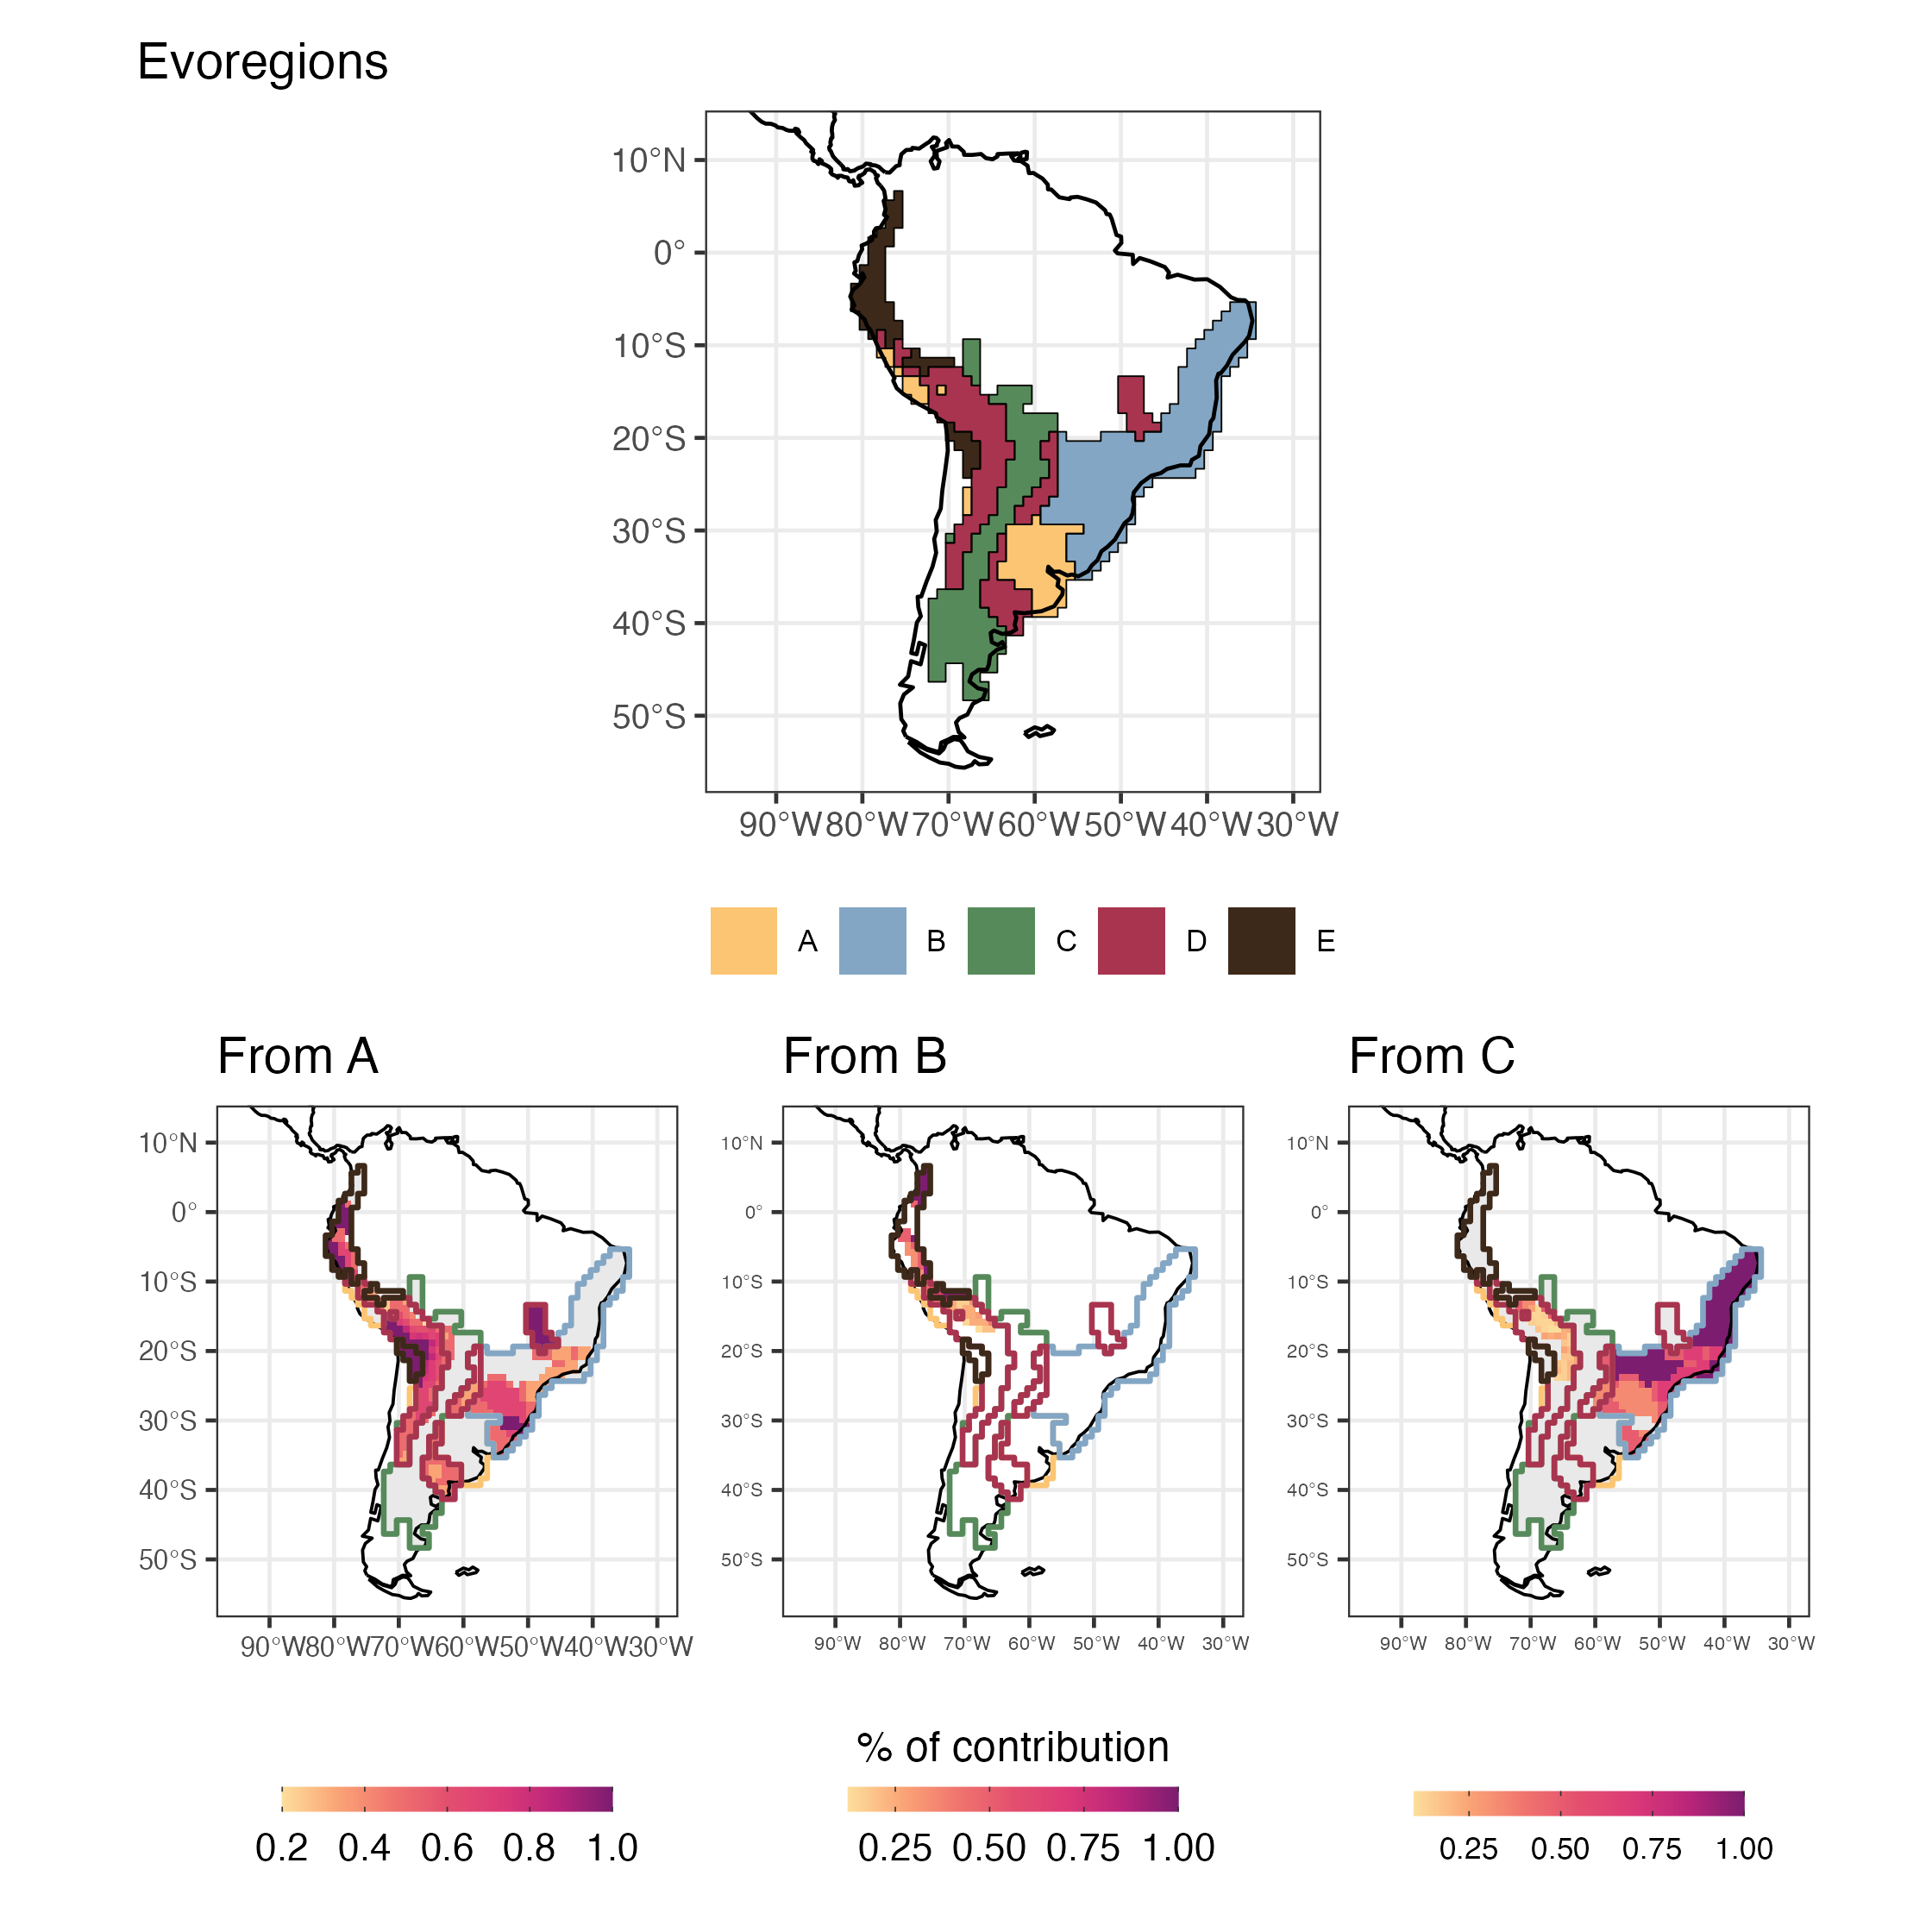 Evoregions
10°N
0°
10°S
20°S
30°S
40°S
50°S
90°W 80°W 70°W 60°W 50°W 40°W 30°W
A B C D E
From A From B From C
10°N 10°N 10°N
0° 0° 0°
10°S 10°S 10°S
20°S 20°S 20°S
30°S 30°S 30°S
40°S 40°S 40°S
50°S 50°S 50°S
90°W 80°W 70°W 60°W 50°W 40°W 30°W 90°W 80°W 70°W 60°W 50°W 40°W 30°W 90°W 80°W 70°W 60°W 50°W 40°W 30°W
% of contribution
0.2 0.4 0.6 0.8 1.0 0.25 0.50 0.75 1.00 0.25 0.50 0.75 1.00